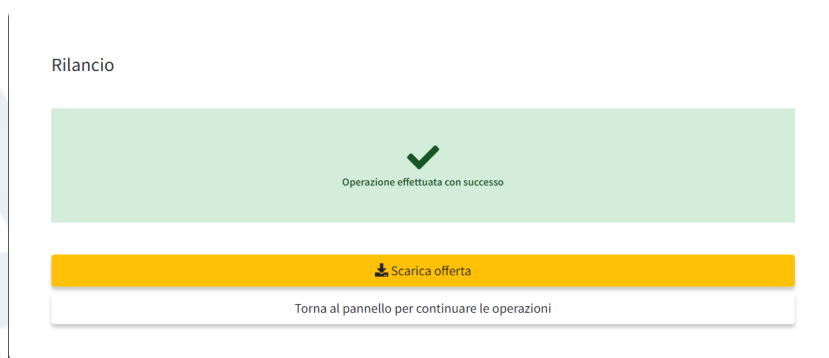 Rilancio
Operazione effettuata con successo
Scarica offerta
Torna al pannello per continuare le operazioni